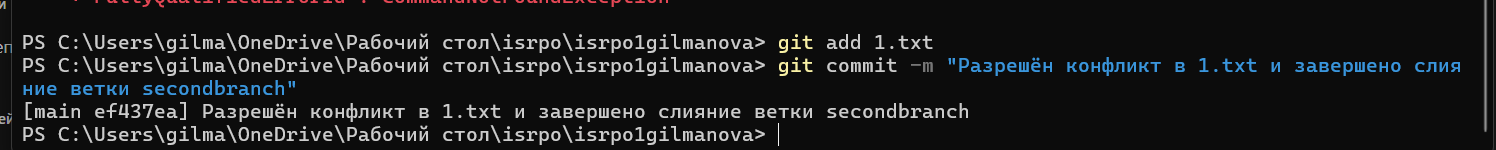 + FullyQualifiedErrorId : CommandNotFoundException
PS C:\Users\gilma\OneDrive\Рабочий стол\isrpo\isrpo1gilmanova> git add 1.txt
PS C:\Users\gilma\OneDrive\Рабочий стол\isrpo\isrpo1gilmanova> git commit -m "Разрешён конфликт в 1.txt и завершено слия
ние ветки secondbranch"
[main ef437ea] Разрешён конфликт в 1.txt и завершено слияние ветки secondbranch
PS C:\Users\gilma\OneDrive\Рабочий стол\isrpo\isrpo1gilmanova>